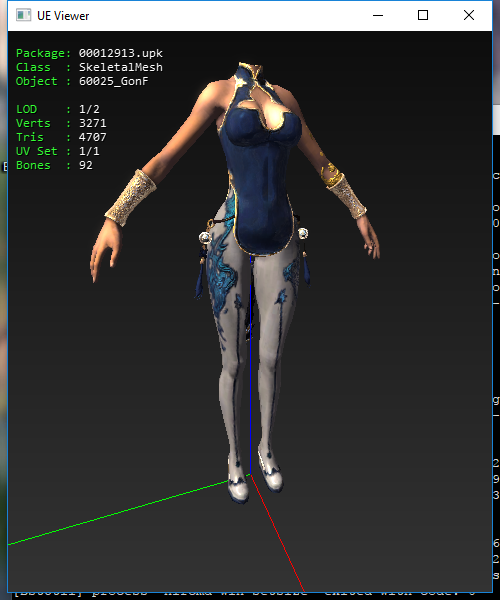 UE Viewer
Package: 00012913.upk
Class : SkeletalMesh
Object : 60025_GonF
LOD : 1/2
Verts : 3271
Tris : 4707
UV Set : 1/1
Bones : 92